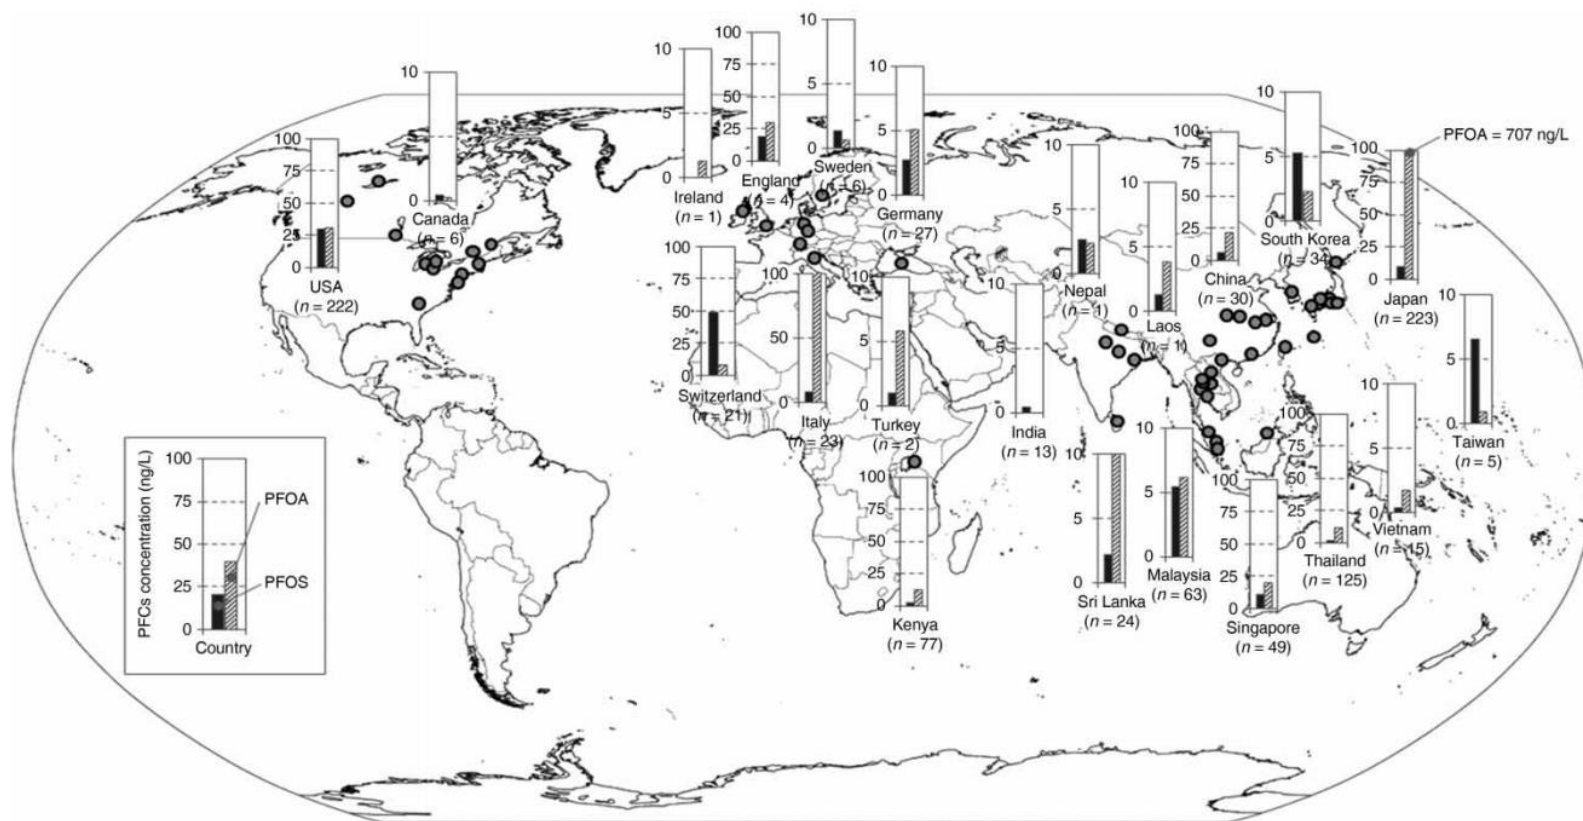 10
5
0
Canada
(n = 6)
100
75
50
25
0
USA
(n = 222)
10
5
0
Ireland
(n = 1)
100
75
50
25
0
England
(n = 4)
10
5
0
Sweden
(n = 6)
10
5
0
Germany
(n = 27)
10
5
0
Nepal
(n = 1)
10
5
0
Laos
(n = 1)
100
75
50
25
0
China
(n = 30)
10
5
0
South Korea
(n = 34)
PFOA = 707 ng/L
100
75
50
25
0
Japan
(n = 223)
100
75
50
25
0
Switzerland
(n = 21)
100
50
0
Italy
(n = 23)
10
5
0
Turkey
(n = 2)
10
5
0
India
(n = 13)
10
5
0
Taiwan
(n = 5)
100
75
50
25
0
Kenya
(n = 77)
10
5
0
Sri Lanka
(n = 24)
10
5
0
Malaysia
(n = 63)
100
75
50
25
0
Singapore
(n = 49)
100
75
50
25
0
Thailand
(n = 125)
10
5
0
Vietnam
(n = 15)
PFCs concentration (ng/L)
100
75
50
25
0
PFOA
PFOS
Country